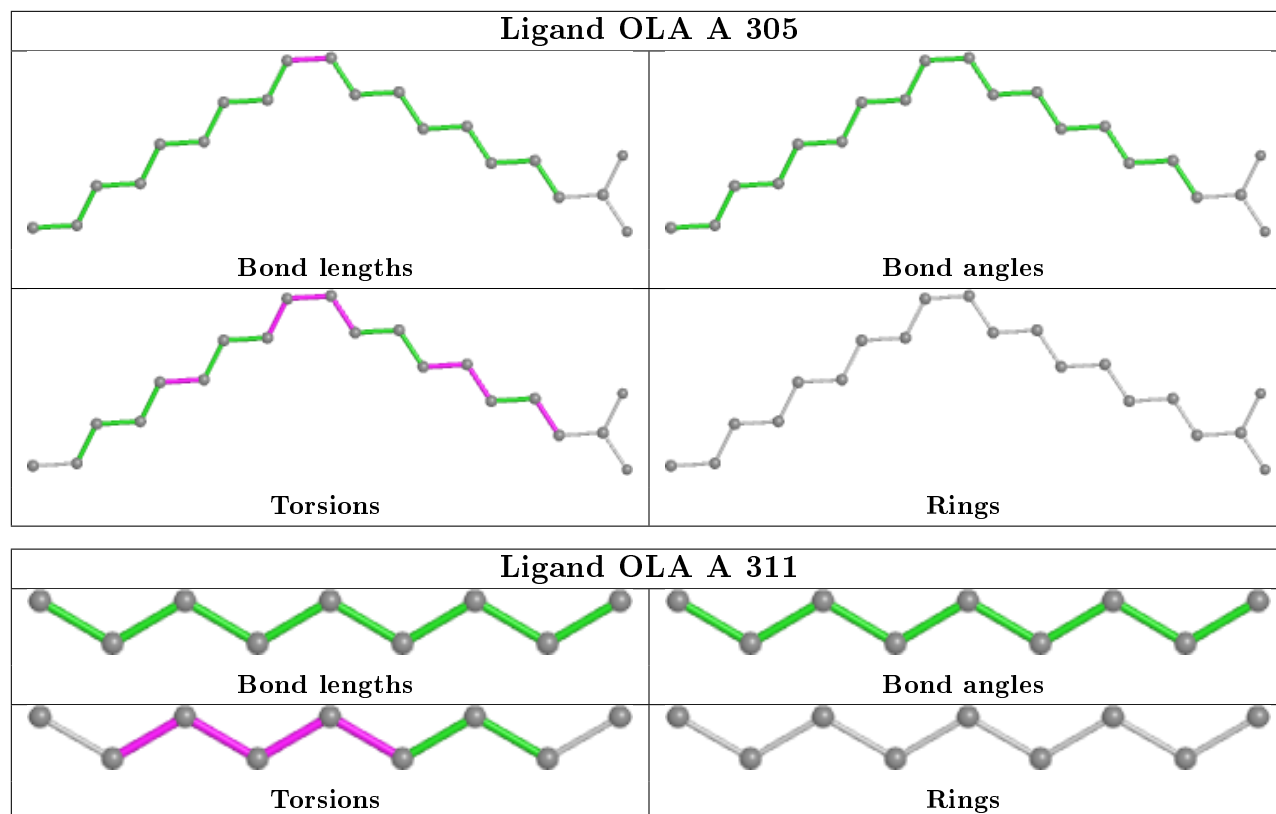 Ligand OLA A 305
Bond lengths
Bond angles
Torsions
Rings
Ligand OLA A 311
Bond lengths
Bond angles
Torsions
Rings